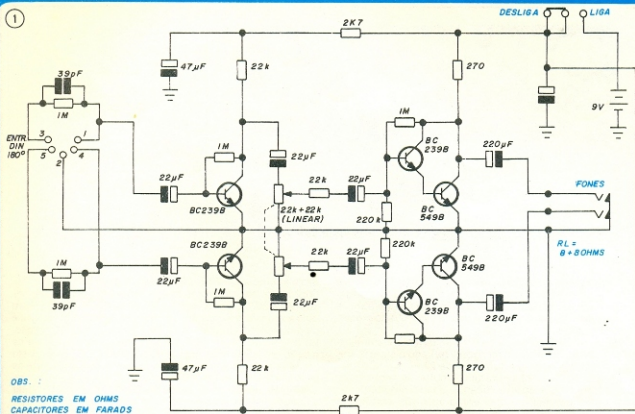 1
DESLIGA
LIGA
2K7
47µF
22k
270
39pF
1M
9V
1M
1M
22µF
BC
239B
220µF
ENTR
DIN
180º
3
1
5
4
2
22µF
22k
22µF
BC
549B
FONES
22µF
BC239B
22k+22k
(LINEAR)
220k
BC239B
22k
22µF
220k
RL =
8+8OHMS
1M
22µF
1M
BC
549B
BC
239B
22µF
220µF
39pF
47µF
22k
270
2k7
OBS. :
RESISTORES EM OHMS
CAPACITORES EM FARADS